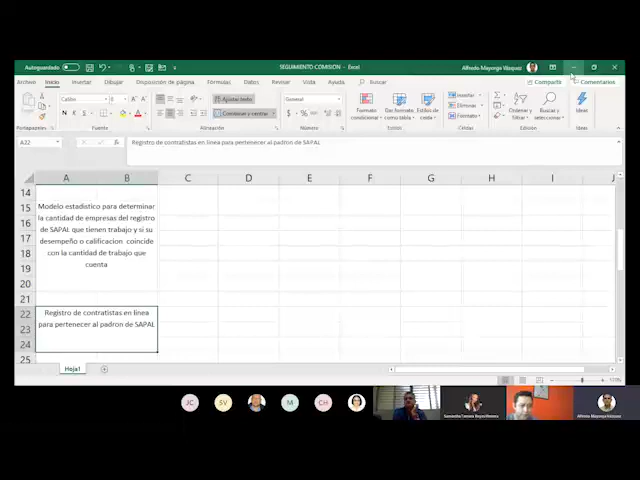 Autoguardado
SEGUIMIENTO COMISION - Excel
Alfredo Mayorga Vázquez
Archivo Inicio Insertar Dibujar Disposición de página Fórmulas Datos Revisar Vista Ayuda Buscar
Compartir Comentarios
Pegar
Calibri
Ajustar texto
General
Combinar y centrar
Formato condicional
Dar formato como tabla
Estilos de celda
Insertar
Eliminar
Formato
Ordenar y filtrar
Buscar y seleccionar
Ideas
Portapapeles Fuente Alineación Número Estilos Celdas Edición Ideas
A22
Registro de contratistas en línea para pertenecer al padron de SAPAL
A B C D E F G H I J
14
15
16
17
18
19
20
21
22
23
24
25
Modelo estadistico para determinar
la cantidad de empresas del registro
de SAPAL que tienen trabajo y si su
desempeño o calificacion coincide
con la cantidad de trabajo que
cuenta
Registro de contratistas en linea
para pertenecer al padron de SAPAL
Hoja1
JC SV M CH
Alfredo Mayorga Vázquez